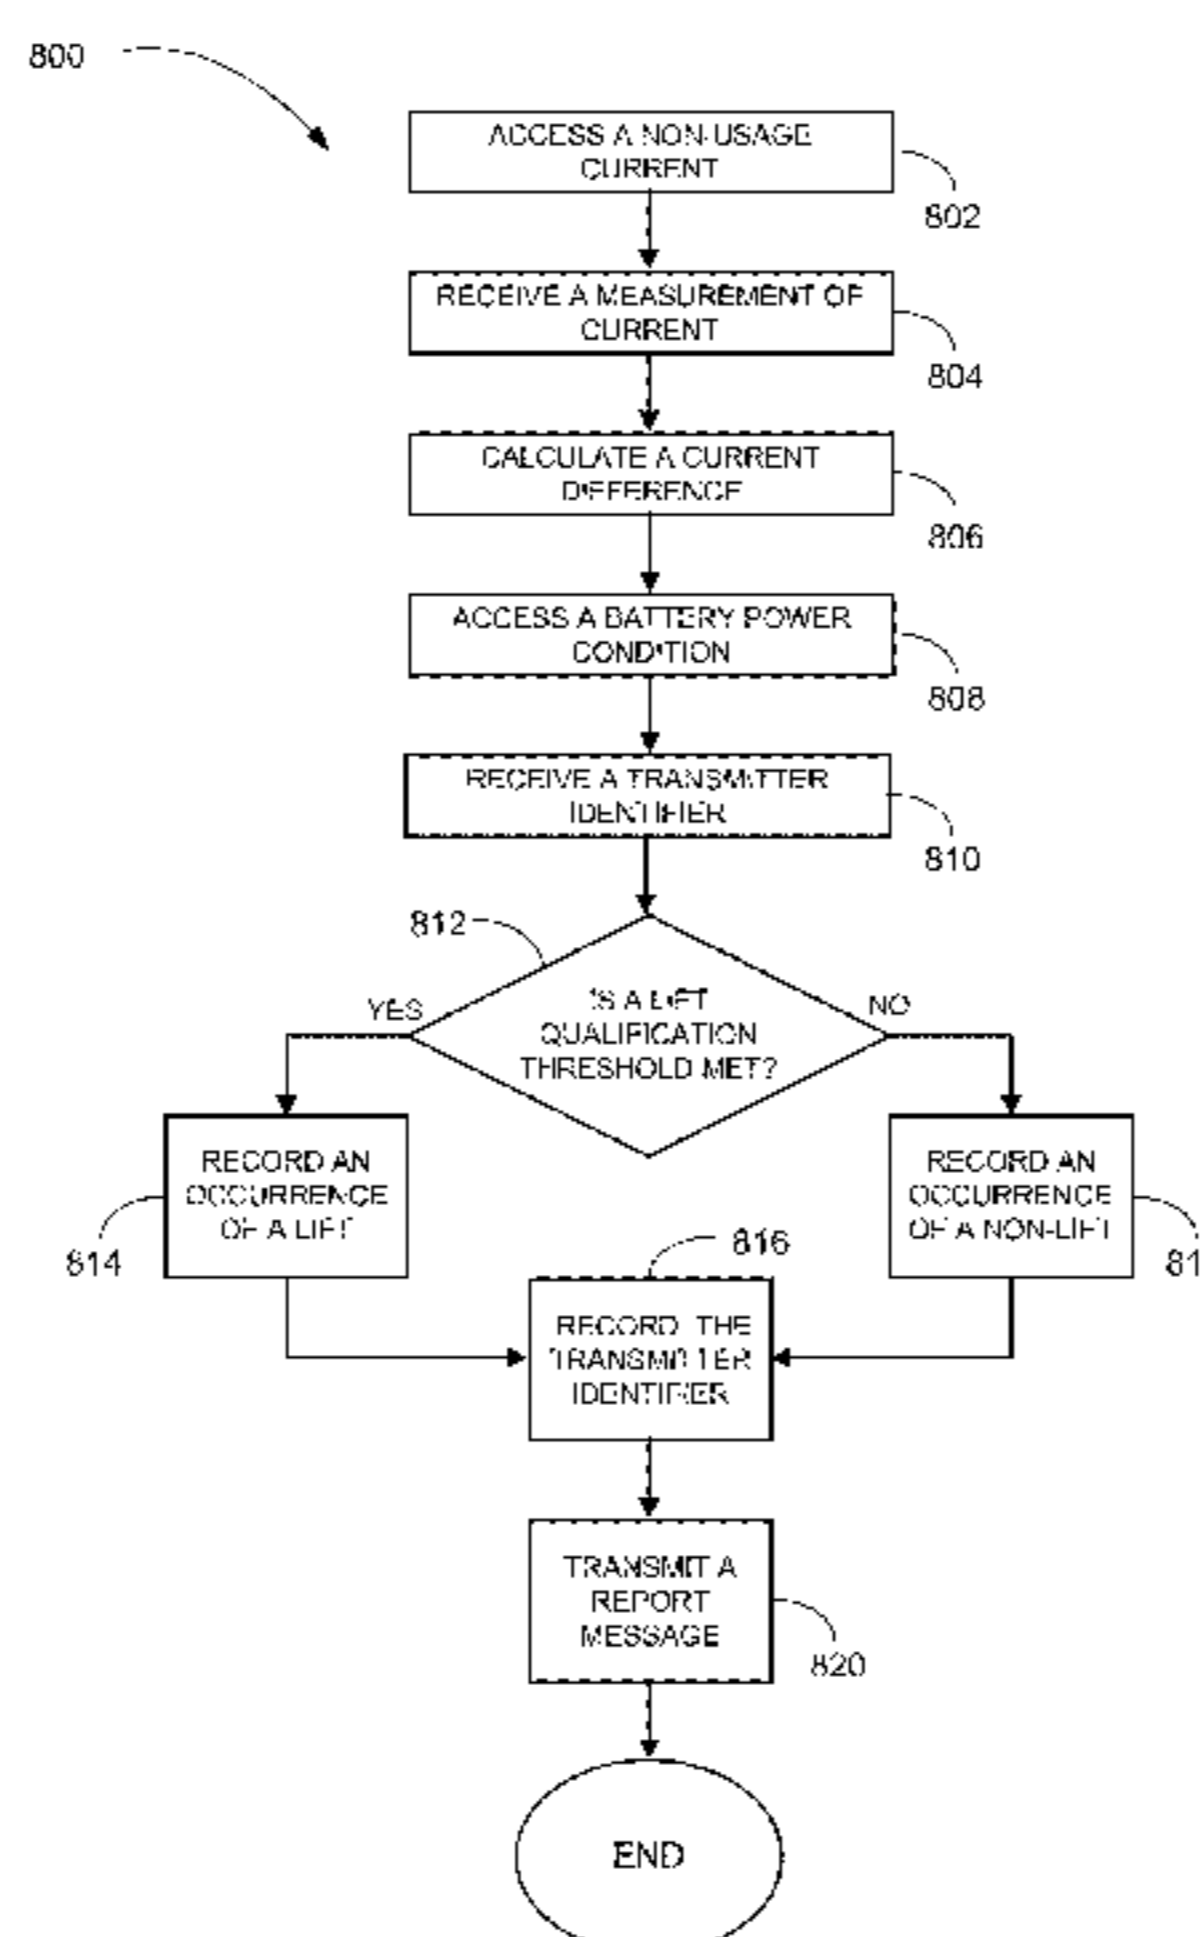 800
ACCESS A NON-USAGE
CURRENT
802
RECEIVE A MEASUREMENT OF
CURRENT
804
CALCULATE A CURRENT
DIFFERENCE
806
ACCESS A BATTERY POWER
CONDITION
808
RECEIVE A TRANSMITTER
IDENTIFIER
810
812
YES
IS A LIFT
QUALIFICATION
THRESHOLD MET?
NO
RECORD AN
OCCURRENCE
OF A LIFT
814
RECORD AN
OCCURRENCE
OF A NON-LIFT
81
816
RECORD THE
TRANSMITTER
IDENTIFIER
TRANSMIT A
REPORT
MESSAGE
820
END